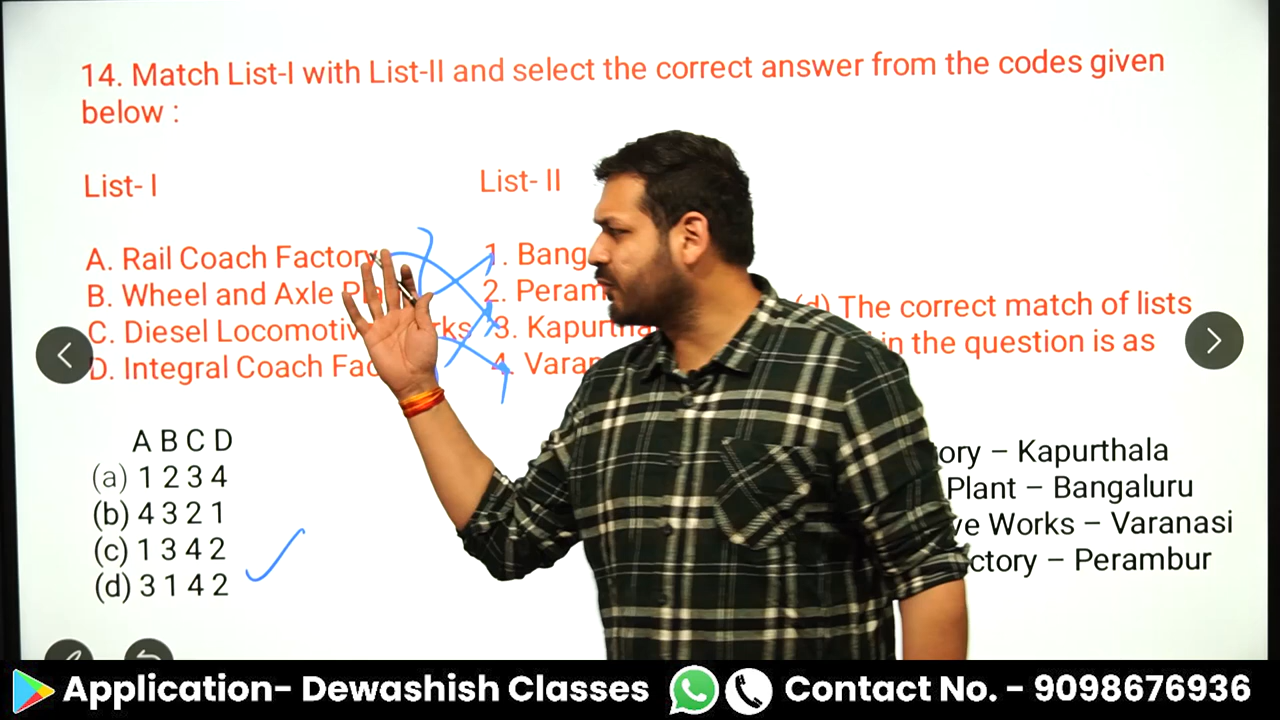 14. Match List-I with List-II and select the correct answer from the codes given
below :
List- I
List- II
A. Rail Coach Factory
B. Wheel and Axle
C. Diesel Locomotiv ks
D. Integral Coach Fac
1. Bang
2. Peram
3. Kapurtha
4. Varan
(d) The correct match of lists
in the question is as
ory – Kapurthala
Plant – Bangaluru
ve Works – Varanasi
ctory – Perambur
A B C D
(a) 1 2 3 4
(b) 4 3 2 1
(c) 1 3 4 2
(d) 3 1 4 2
Application- Dewashish Classes
Contact No. - 9098676936